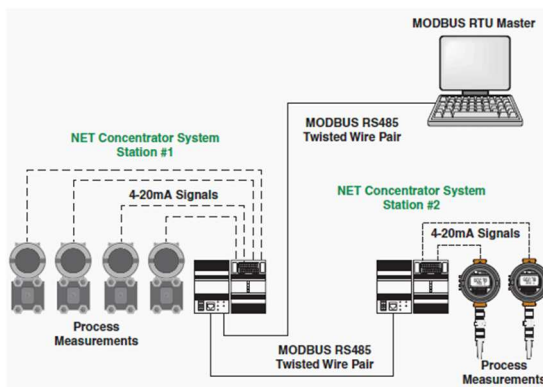 MODBUS RTU Master
MODBUS RS485
Twisted Wire Pair
NET Concentrator System
Station #1
4-20mA Signals
NET Concentrator System
Station #2
4-20mA Signals
Process
Measurements
MODBUS RS485
Twisted Wire Pair
Process
Measurements